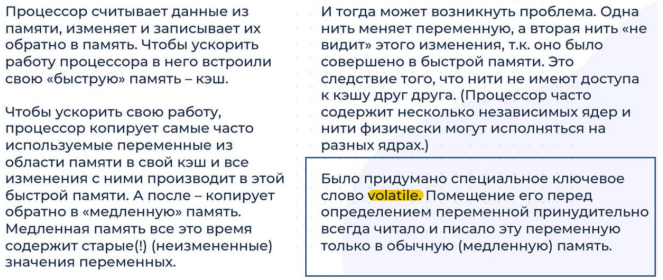 Процессор считывает данные из
памяти, изменяет и записывает их
обратно в память. Чтобы ускорить
работу процессора в него встроили
свою «быструю» память – кэш.
Чтобы ускорить свою работу,
процессор копирует самые часто
используемые переменные из
области памяти в свой кэш и все
изменения с ними производит в этой
быстрой памяти. А после – копирует
обратно в «медленную» память.
Медленная память все это время
содержит старые(!) (неизмененные)
значения переменных.
И тогда может возникнуть проблема. Одна
нить меняет переменную, а вторая нить «не
видит» этого изменения, т.к. оно было
совершено в быстрой памяти. Это
следствие того, что нити не имеют доступа
к кэшу друг друга. (Процессор часто
содержит несколько независимых ядер и
нити физически могут исполняться на
разных ядрах.)
Было придумано специальное ключевое
слово volatile. Помещение его перед
определением переменной принудительно
всегда читало и писало эту переменную
только в обычную (медленную) память.